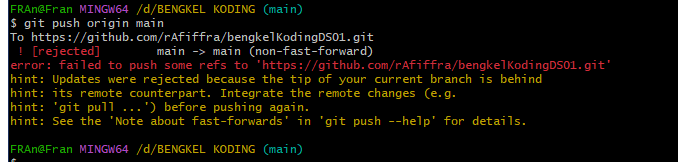 FRAn@Fran MINGW64 /d/BENGKEL KODING (main)
$ git push origin main
To https://github.com/rAfiffra/bengkelKodingDS01.git
 ! [rejected]        main -> main (non-fast-forward)
error: failed to push some refs to 'https://github.com/rAfiffra/bengkelKodingDS01.git'
hint: Updates were rejected because the tip of your current branch is behind
hint: its remote counterpart. Integrate the remote changes (e.g.
hint: 'git pull ...') before pushing again.
hint: See the 'Note about fast-forwards' in 'git push --help' for details.
FRAn@Fran MINGW64 /d/BENGKEL KODING (main)